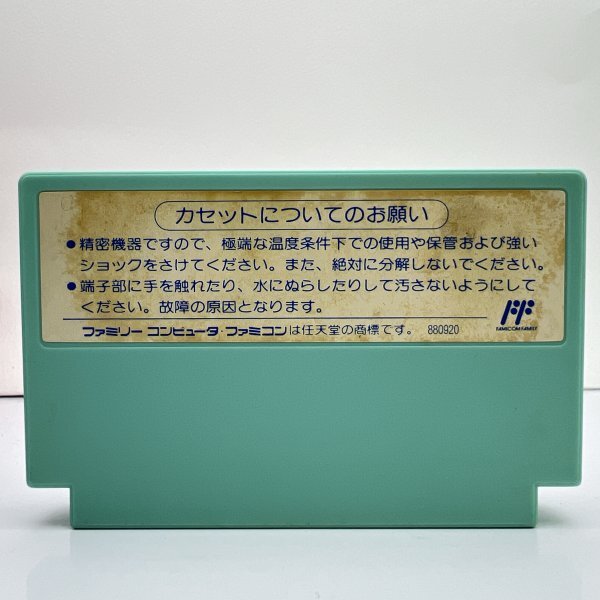 カセットについてのお願い
●精密機器ですので、極端な温度条件下での使用や保管および強い
ショックをさけてください。また、絶対に分解しないでください。
●端子部に手を触れたり、水にぬらしたりして汚さないようにして
ください。故障の原因となります。
FAMICOM FAMILY
ファミリー コンピュータ・ファミコンは任天堂の商標です。 880920